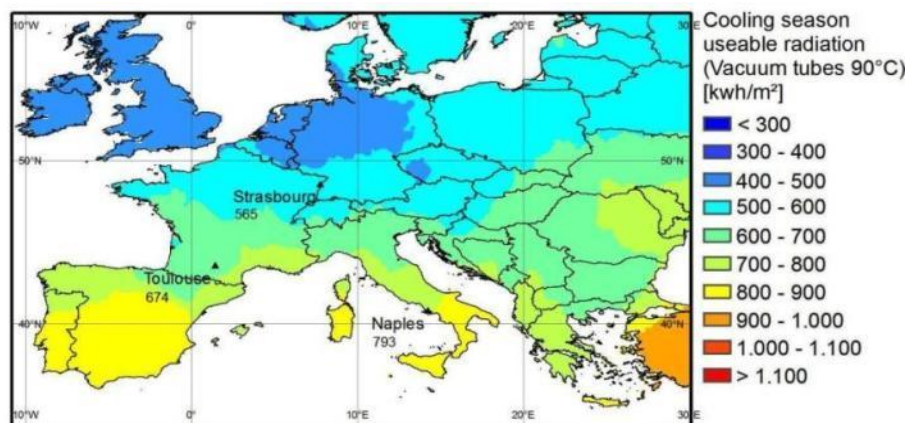 Cooling season
useable radiation
(Vacuum tubes 90°C)
[kwh/m²]
< 300
300 - 400
400 - 500
500 - 600
600 - 700
700 - 800
800 - 900
900 - 1.000
1.000 - 1.100
> 1.100
50°N
50°N
Strasbourg
565
Toulouse
674
Naples
793
40°N
40°N
10°W
0°
10°E
20°E
30°E
10°W
0°
10°E
20°E
30°E